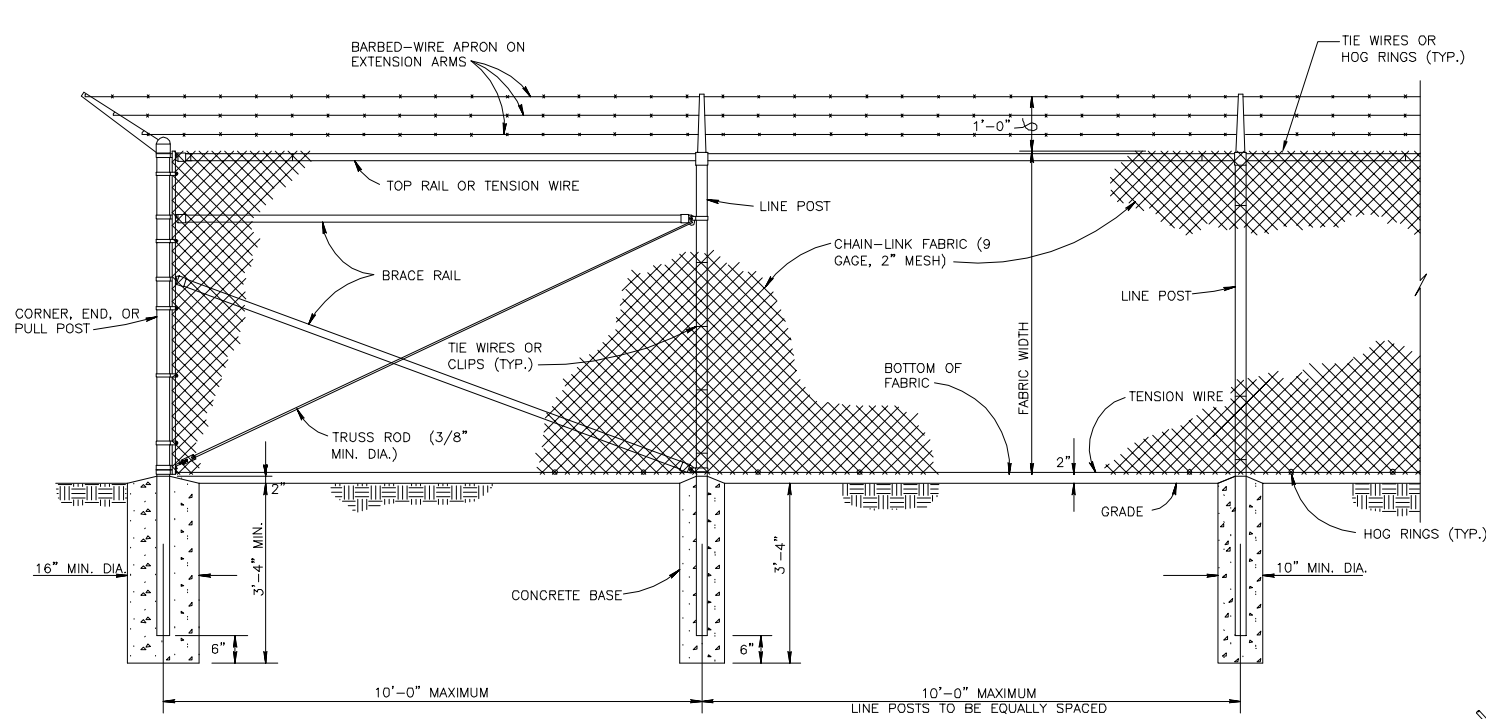 BARBED-WIRE APRON ON
EXTENSION ARMS
TIE WIRES OR
HOG RINGS (TYP.)
1'-0"
TOP RAIL OR TENSION WIRE
LINE POST
CHAIN-LINK FABRIC (9
GAGE, 2" MESH)
BRACE RAIL
LINE POST
CORNER, END, OR
PULL POST
TIE WIRES OR
CLIPS (TYP.)
FABRIC WIDTH
BOTTOM OF
FABRIC
TENSION WIRE
TRUSS ROD (3/8"
MIN. DIA.)
2"
2"
GRADE
HOG RINGS (TYP.)
16" MIN. DIA.
3'-4" MIN.
CONCRETE BASE
3'-4"
10" MIN. DIA.
6"
6"
10'-0" MAXIMUM
10'-0" MAXIMUM
LINE POSTS TO BE EQUALLY SPACED